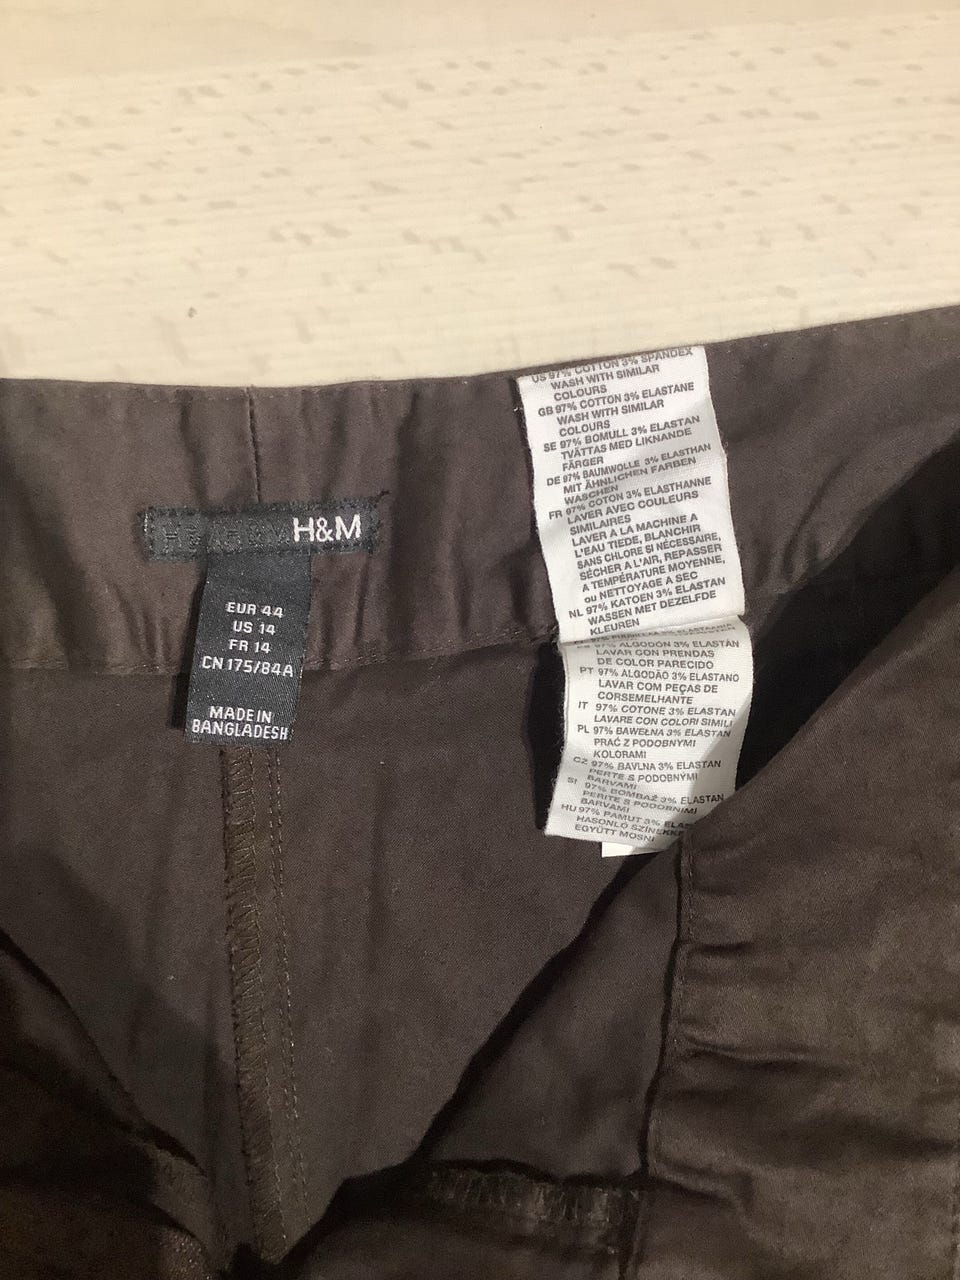 H&M
EUR 44
US 14
FR 14
CN175/84A
MADE IN
BANGLADESH
US 97% COTTON 3% SPANDEX
WASH WITH SIMILAR
COLOURS
GB 97% COTTON 3% ELASTANE
WASH WITH SIMILAR
COLOURS
SE 97% BOMULL 3% ELASTAN
TVÄTTAS MED LIKNANDE
FÄRGER
DE 97% BAUMWOLLE 3% ELASTHAN
MIT ÄHNLICHEN FARBEN
WASCHEN
FR 97% COTON 3% ELASTHANNE
LAVER AVEC COULEURS
SIMILAIRES
LAVER À LA MACHINE A
L'EAU TIEDE, BLANCHIR
SANS CHLORE SI NÉCESSAIRE,
SÉCHER A L'AIR, REPASSER
A TEMPÉRATURE MOYENNE,
ou NETTOYAGE A SEC
NL 97% KATOEN 3% ELASTAN
WASSEN MET DEZELFDE
KLEUREN
97% ALGODÓN 3% ELASTÁN
LAVAR CON PRENDAS
DE COLOR PARECIDO
PT 97% ALGODÃO 3% ELASTANO
LAVAR COM PEÇAS DE
CORSEMELHANTE
IT 97% COTONE 3% ELASTAN
LAVARE CON COLORI SIMILI
PL 97% BAWEŁNA 3% ELASTAN
PRAĆ Z PODOBNYMI
KOLORAMI
CZ 97% BAVLNA 3% ELASTAN
PERTE S PODOBNÝMI
BARVAMI
SI 97% BOMBAŽ 3% ELASTAN
PERITE S PODOBNIMI
BARVAMI
HU 97% PAMUT 3%
HASONLÓ
EGYÜTT MOSNI